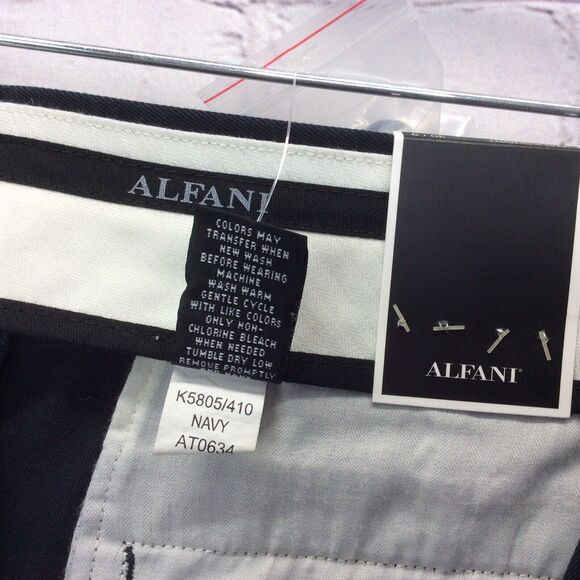 ALFANI
COLORS MAY
TRANSFER WHEN
NEW WASH
BEFORE WEARING
MACHINE
WASH WARM
GENTLE CYCLE
WITH LIKE COLORS
ONLY NON-
CHLORINE BLEACH
WHEN NEEDED
TUMBLE DRY LOW
REMOVE PROMPTLY
K5805/410
NAVY
AT0634
ALFANI